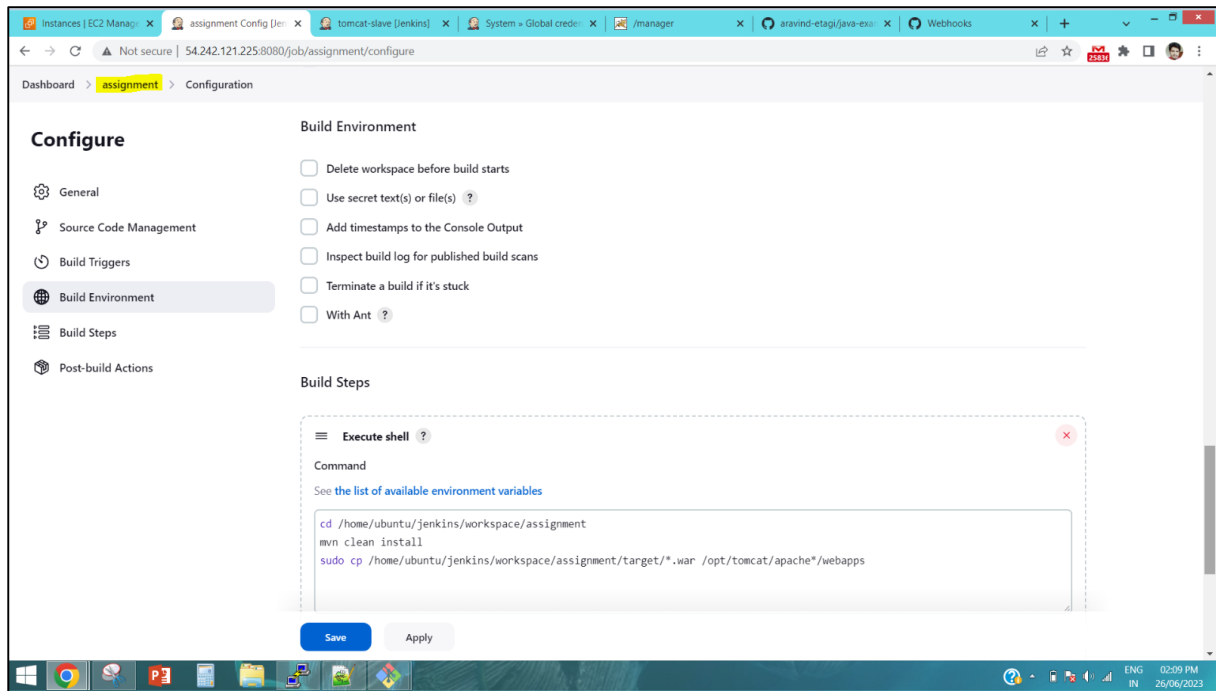 Instances | EC2 Manage
assignment Config [Jen
tomcat-slave [Jenkins]
System » Global creden
/manager
aravind-etagi/java-exa
Webhooks
Not secure | 54.242.121.225:8080/job/assignment/configure
Dashboard > assignment > Configuration
Configure
General
Source Code Management
Build Triggers
Build Environment
Build Steps
Post-build Actions
Build Environment
Delete workspace before build starts
Use secret text(s) or file(s) ?
Add timestamps to the Console Output
Inspect build log for published build scans
Terminate a build if it's stuck
With Ant ?
Build Steps
Execute shell ?
Command
See the list of available environment variables
cd /home/ubuntu/jenkins/workspace/assignment
mvn clean install
sudo cp /home/ubuntu/jenkins/workspace/assignment/target/*.war /opt/tomcat/apache*/webapps
Save
Apply
ENG
IN
02:09 PM
26/06/2023